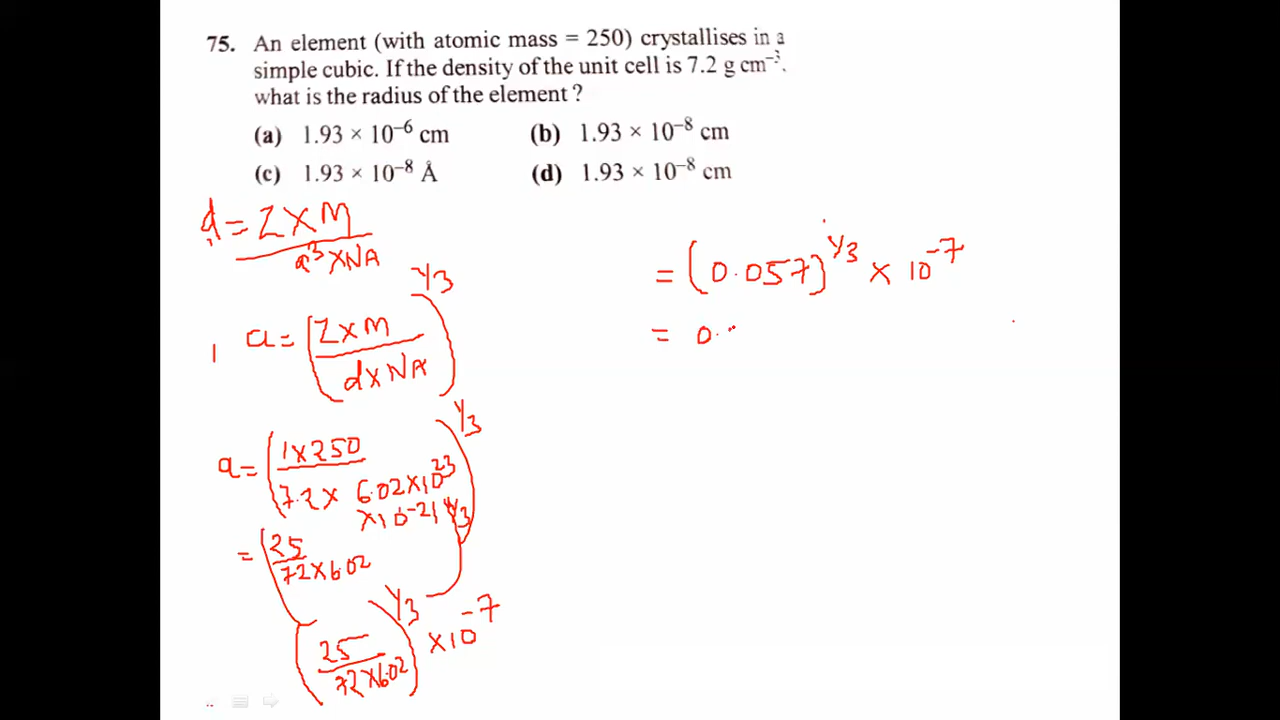 75. An element (with atomic mass = 250) crystallises in a
simple cubic. If the density of the unit cell is 7.2 g cm⁻³.
what is the radius of the element ?
(a) 1.93 × 10⁻⁶ cm (b) 1.93 × 10⁻⁸ cm
(c) 1.93 × 10⁻⁸ Å (d) 1.93 × 10⁻⁸ cm
d = Z × M
a³ × NA
a = (Z × M
d × NA)^1/3
a = (1 × 250
7.2 × 6.02 × 10²³
× 10⁻²¹)^1/3
= (25
72 × 6.02)^1/3
(25
72 × 602)^1/3 × 10⁻⁷
= (0.057)^1/3 × 10⁻⁷
= 0.